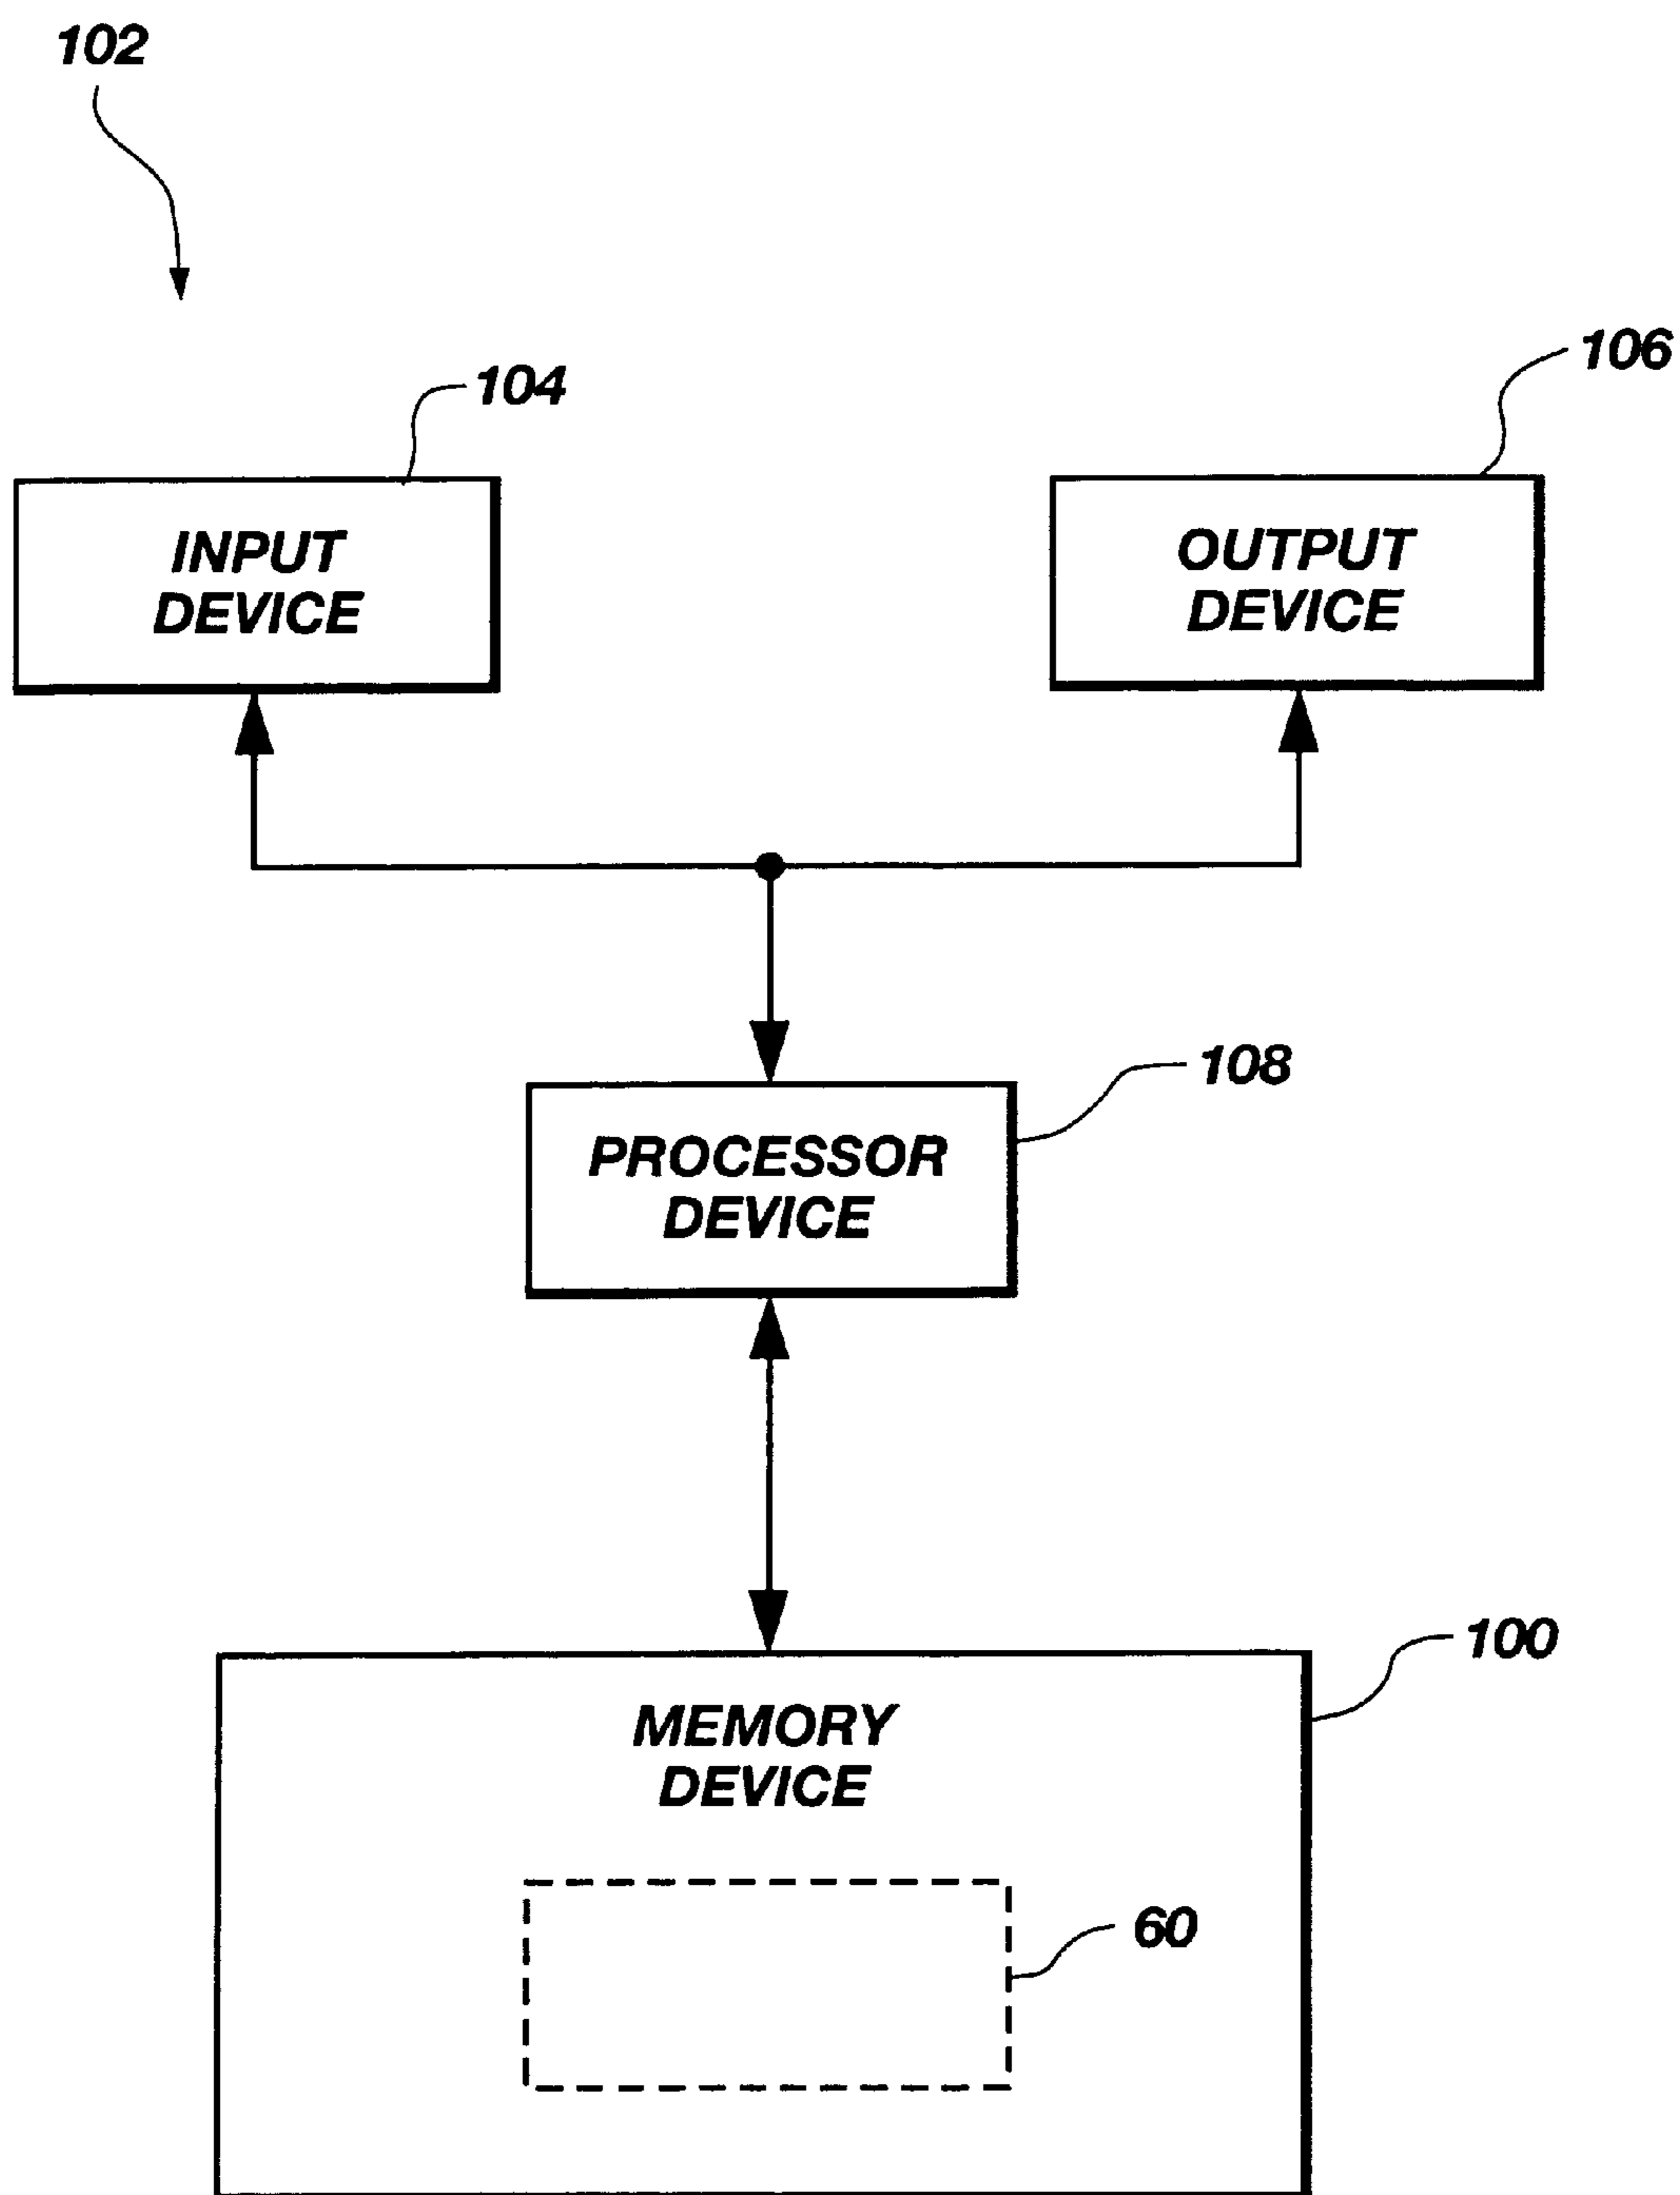 102
104
106
INPUT
DEVICE
OUTPUT
DEVICE
108
PROCESSOR
DEVICE
100
MEMORY
DEVICE
60